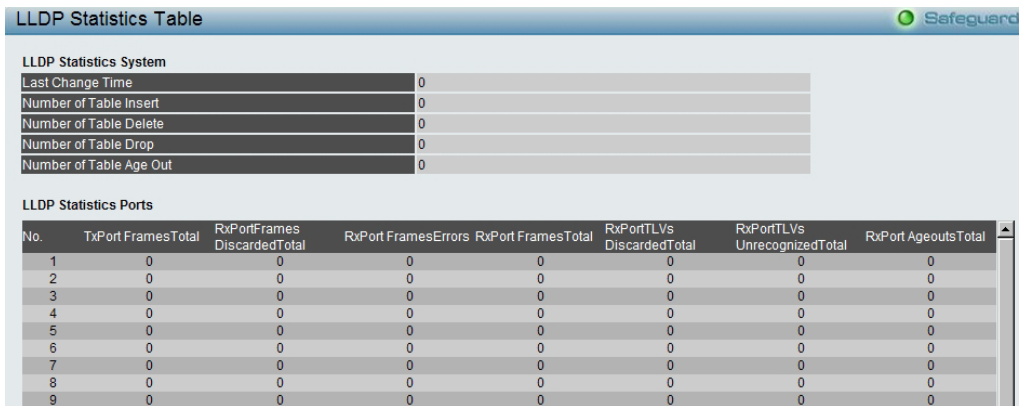 LLDP Statistics Table
Safeguard
LLDP Statistics System
Last Change Time 0
Number of Table Insert 0
Number of Table Delete 0
Number of Table Drop 0
Number of Table Age Out 0
LLDP Statistics Ports
No. TxPort FramesTotal RxPortFrames DiscardedTotal RxPort FramesErrors RxPort FramesTotal RxPortTLVs DiscardedTotal RxPortTLVs UnrecognizedTotal RxPort AgeoutsTotal
1 0 0 0 0 0 0 0
2 0 0 0 0 0 0 0
3 0 0 0 0 0 0 0
4 0 0 0 0 0 0 0
5 0 0 0 0 0 0 0
6 0 0 0 0 0 0 0
7 0 0 0 0 0 0 0
8 0 0 0 0 0 0 0
9 0 0 0 0 0 0 0